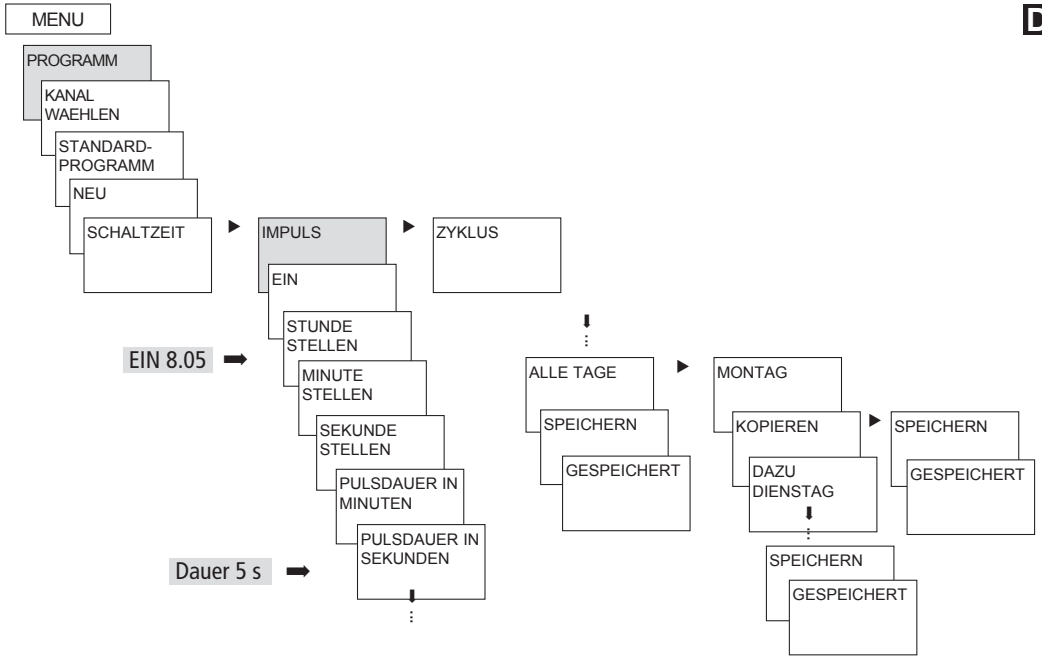 MENU
D
PROGRAMM
KANAL
WAEHLEN
STANDARD-
PROGRAMM
NEU
SCHALTZEIT
IMPULS
EIN
STUNDE
STELLEN
MINUTE
STELLEN
SEKUNDE
STELLEN
PULSDAUER IN
MINUTEN
PULSDAUER IN
SEKUNDEN
EIN 8.05
Dauer 5 s
ZYKLUS
ALLE TAGE
SPEICHERN
GESPEICHERT
MONTAG
KOPIEREN
DAZU
DIENSTAG
SPEICHERN
GESPEICHERT
SPEICHERN
GESPEICHERT